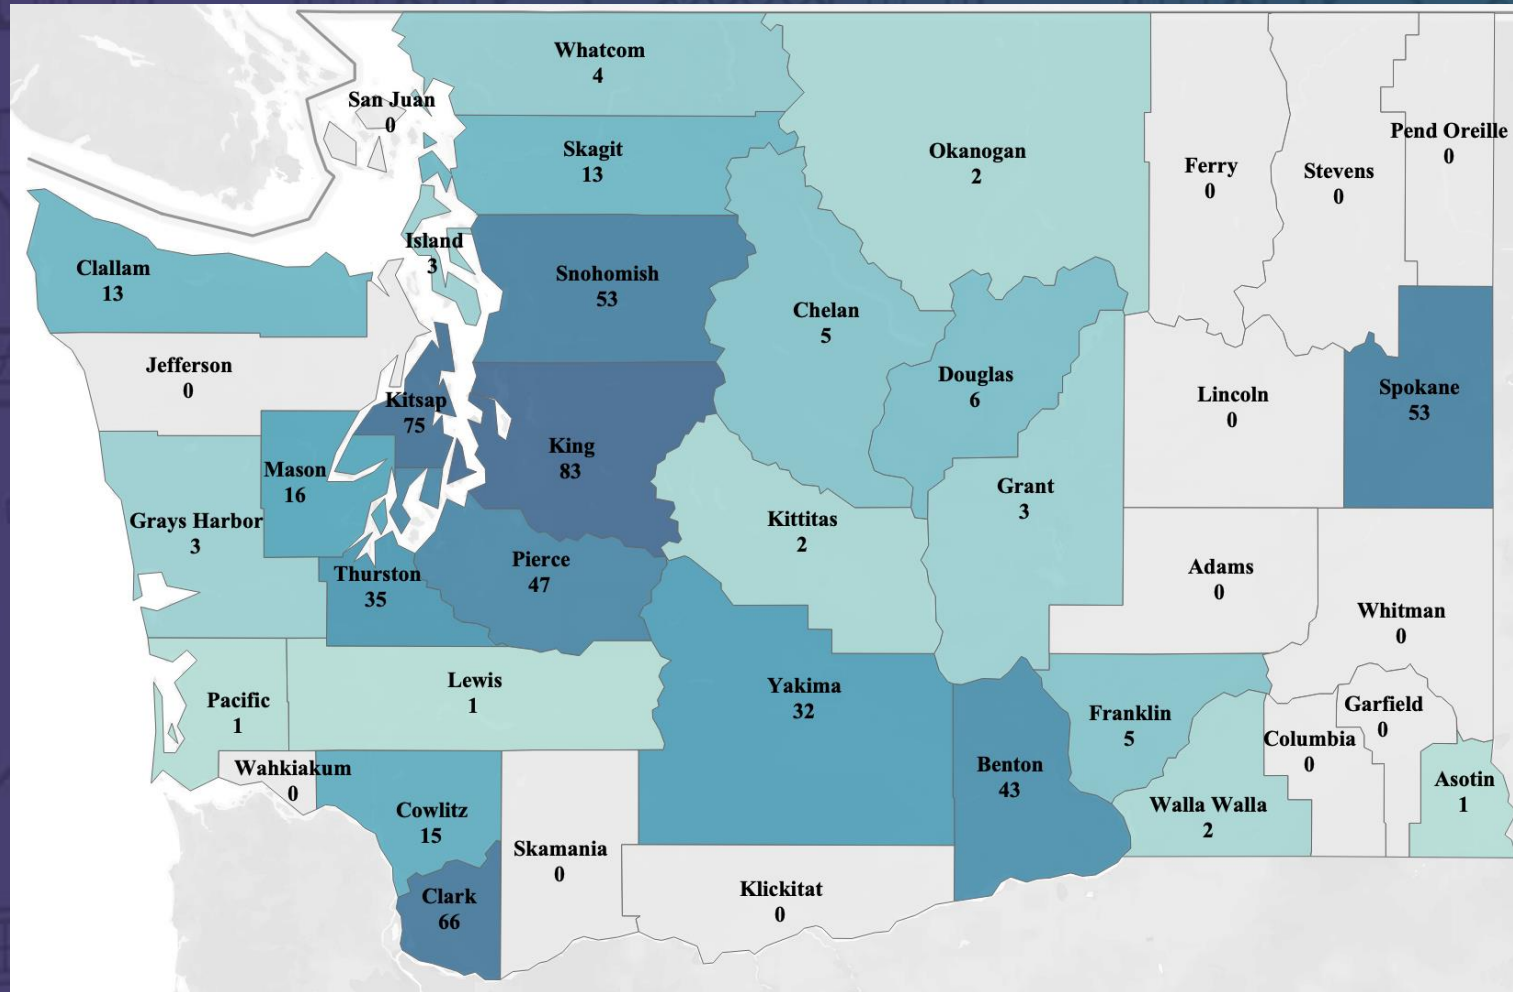 Whatcom
4
San Juan
0
Skagit
13
Okanogan
2
Ferry
0
Stevens
0
Pend Oreille
0
Clallam
13
Island
3
Snohomish
53
Chelan
5
Douglas
6
Jefferson
0
Kitsap
75
King
83
Lincoln
0
Spokane
53
Mason
16
Grays Harbor
3
Thurston
35
Pierce
47
Kittitas
2
Grant
3
Adams
0
Whitman
0
Pacific
1
Lewis
1
Yakima
32
Benton
43
Franklin
5
Walla Walla
2
Columbia
0
Garfield
0
Asotin
1
Wahkiakum
0
Cowlitz
15
Clark
66
Skamania
0
Klickitat
0